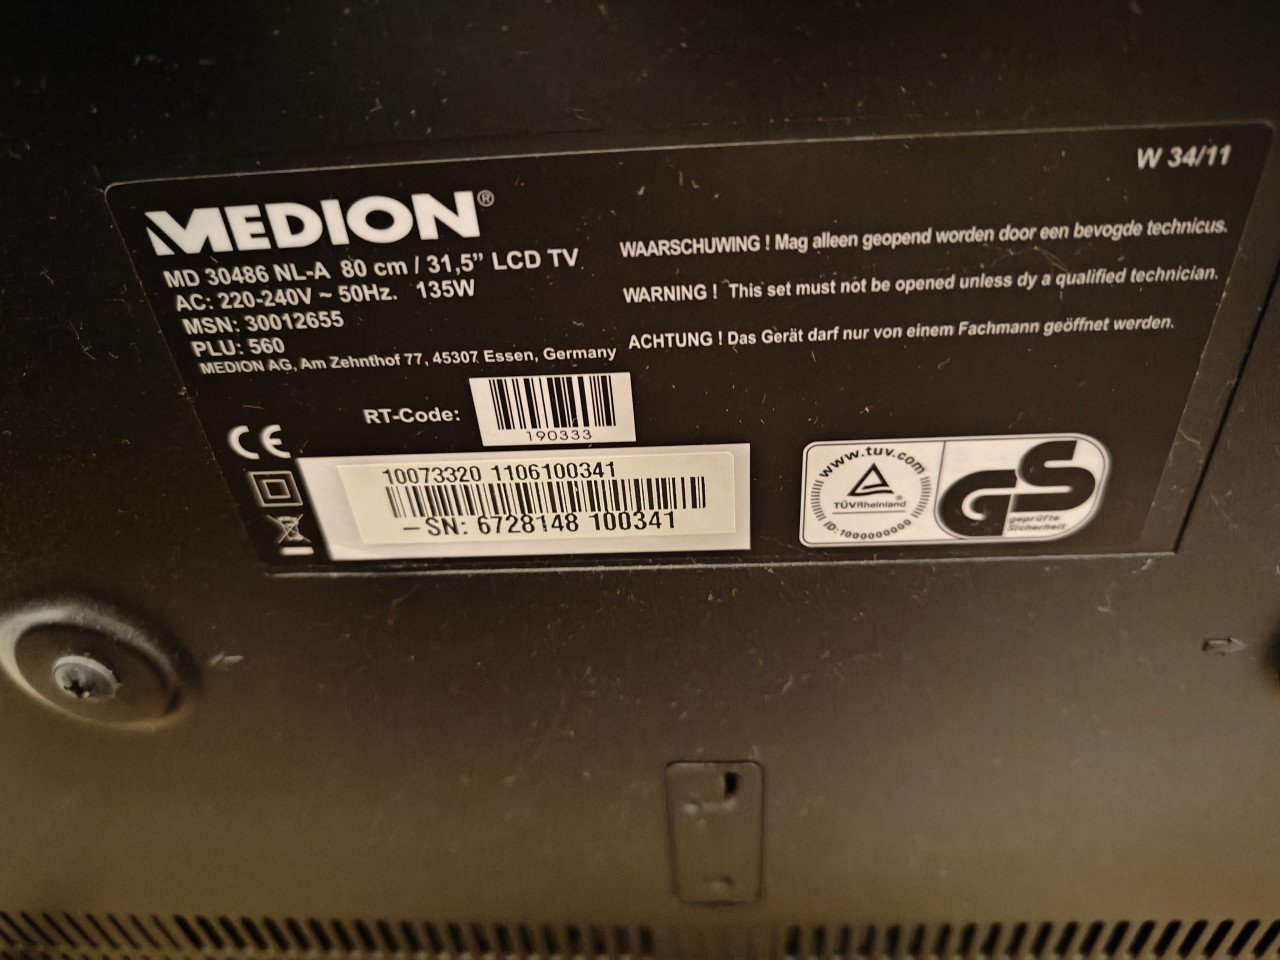 W 34/11
MEDION®
MD 30486 NL-A 80 cm / 31,5” LCD TV
AC: 220-240V ~ 50Hz. 135W
MSN: 30012655
PLU: 560
MEDION AG, Am Zehnthof 77, 45307 Essen, Germany
WAARSCHUWING ! Mag alleen geopend worden door een bevogde technicus.
WARNING ! This set must not be opened unless dy a qualified technician.
ACHTUNG ! Das Gerät darf nur von einem Fachmann geöffnet werden.
RT-Code:
190333
CE
10073320 1106100341
-SN: 6728148 100341
www.tuv.com
TÜVRheinland®
ID:1000000000
GS
geprüfte
Sicherheit